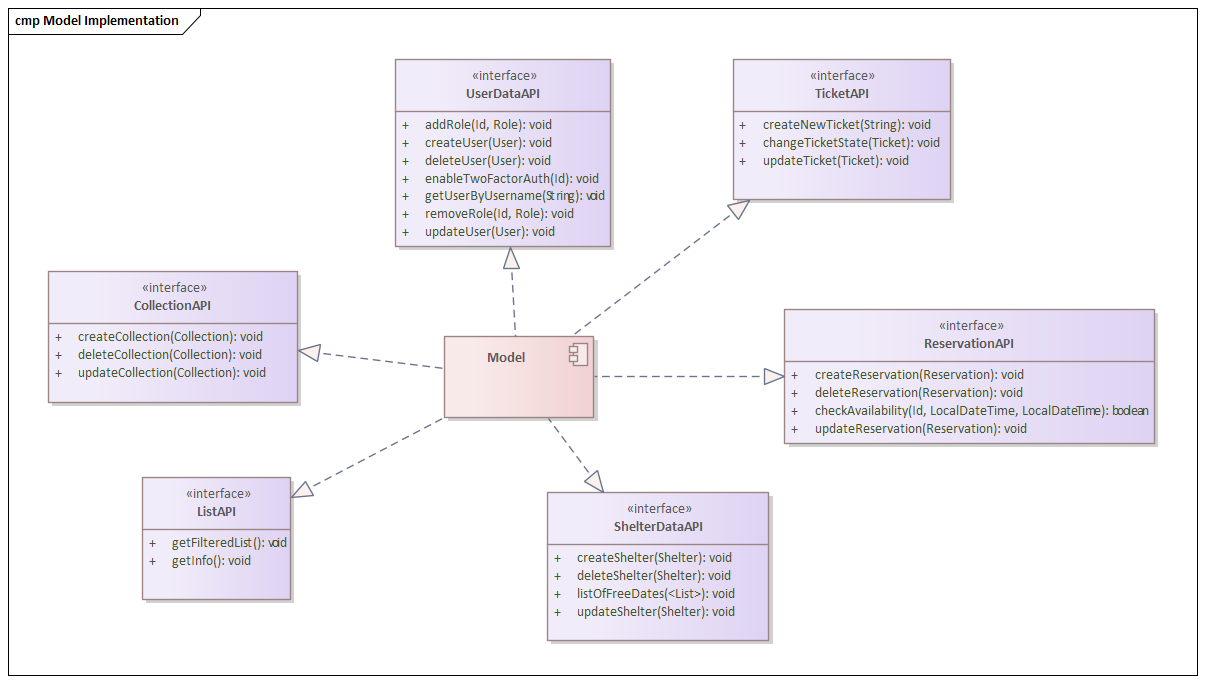 cmp Model Implementation
«interface»
UserDataAPI
+ addRole(Id, Role): void
+ createUser(User): void
+ deleteUser(User): void
+ enableTwoFactorAuth(Id): void
+ getUserByUsername(String): void
+ removeRole(Id, Role): void
+ updateUser(User): void
«interface»
TicketAPI
+ createNewTicket(String): void
+ changeTicketState(Ticket): void
+ updateTicket(Ticket): void
«interface»
CollectionAPI
+ createCollection(Collection): void
+ deleteCollection(Collection): void
+ updateCollection(Collection): void
Model
«interface»
ReservationAPI
+ createReservation(Reservation): void
+ deleteReservation(Reservation): void
+ checkAvailability(Id, LocalDateTime, LocalDateTime): boolean
+ updateReservation(Reservation): void
«interface»
ListAPI
+ getFilteredList(): void
+ getInfo(): void
«interface»
ShelterDataAPI
+ createShelter(Shelter): void
+ deleteShelter(Shelter): void
+ listOfFreeDates(<List>): void
+ updateShelter(Shelter): void